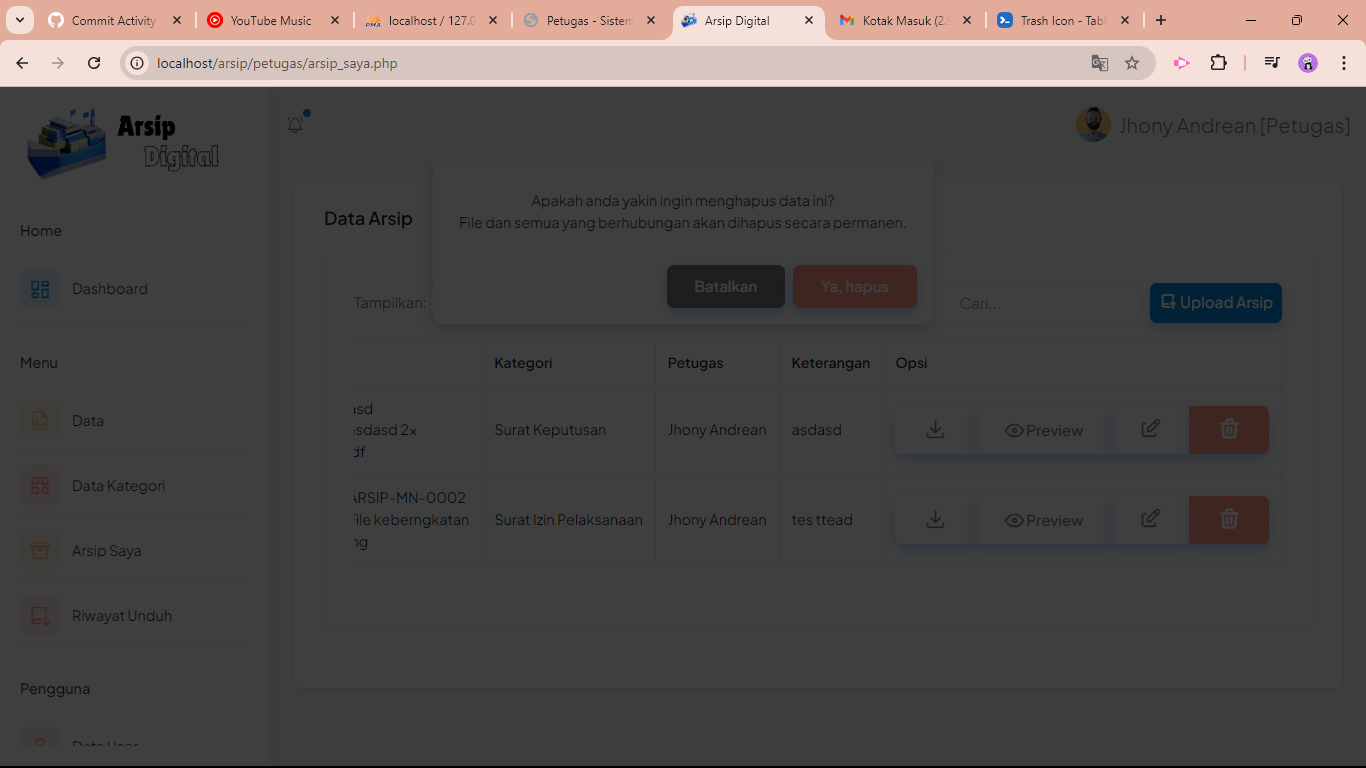 Commit Activity
YouTube Music
localhost / 127.0
Petugas - Sistem
Arsip Digital
Kotak Masuk (2.9
Trash Icon - Tabl
localhost/arsip/petugas/arsip_saya.php
Arsip
Digital
Jhony Andrean [Petugas]
Home
Dashboard
Menu
Data
Data Kategori
Arsip Saya
Riwayat Unduh
Pengguna
Data User
Data Arsip
Apakah anda yakin ingin menghapus data ini?
File dan semua yang berhubungan akan dihapus secara permanen.
Batalkan
Ya, hapus
Tampilkan:
Cari...
Upload Arsip
Kategori
Petugas
Keterangan
Opsi
asd
asdasd 2x
df
Surat Keputusan
Jhony Andrean
asdasd
Preview
ARSIP-MN-0002
File keberngkatan
ng
Surat Izin Pelaksanaan
Jhony Andrean
tes ttead
Preview